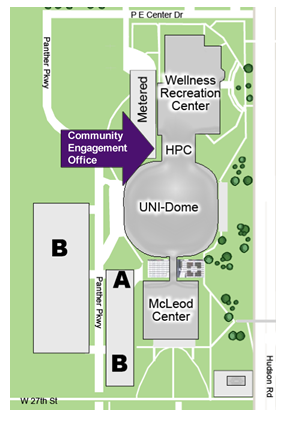 P E Center Dr
Panther Pkwy
Metered
Wellness
Recreation
Center
Community
Engagement
Office
HPC
UNI-Dome
B
A
Panther Pkwy
McLeod
Center
B
Hudson Rd
W 27th St